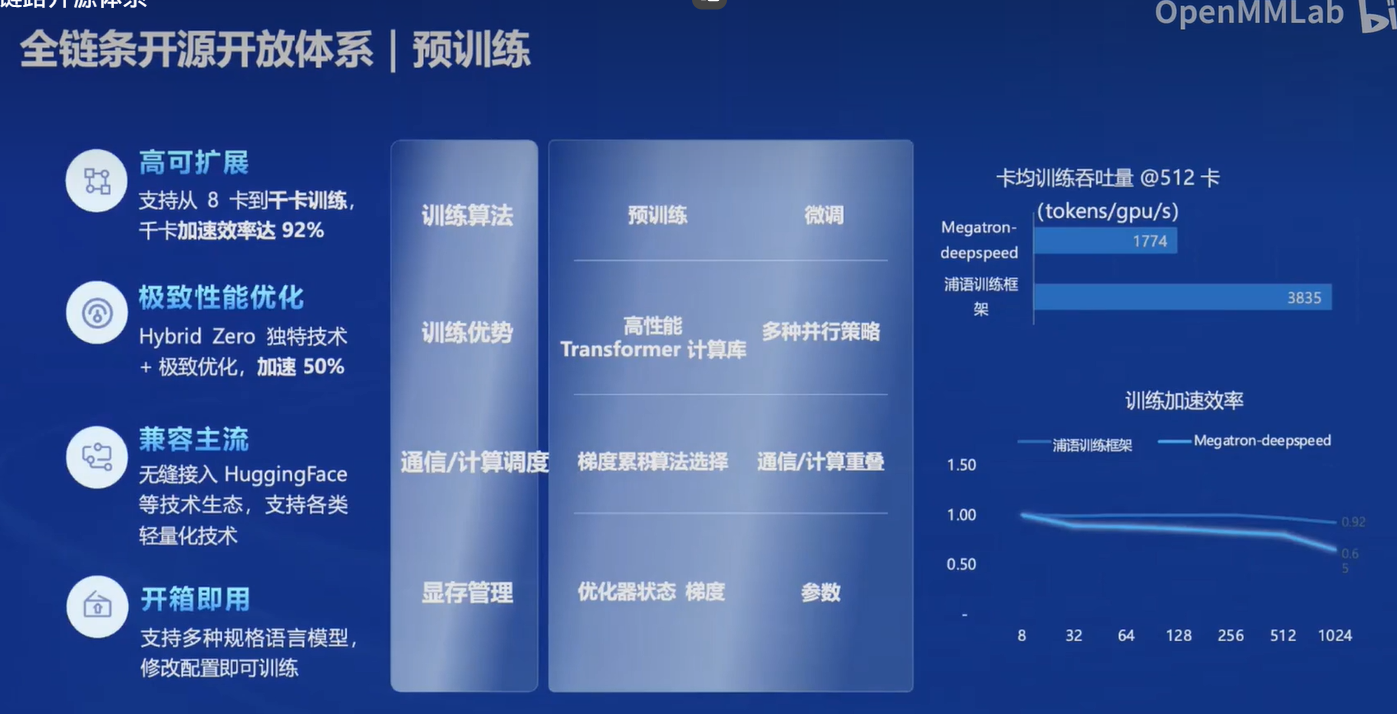 OpenMMLab
全链条开源开放体系 | 预训练
高可扩展
支持从 8 卡到千卡训练,
千卡加速效率达 92%
极致性能优化
Hybrid Zero 独特技术
+ 极致优化, 加速 50%
兼容主流
无缝接入 HuggingFace
等技术生态, 支持各类
轻量化技术
开箱即用
支持多种规格语言模型,
修改配置即可训练
训练算法
预训练 微调
训练优势
高性能
Transformer 计算库
多种并行策略
通信/计算调度
梯度累积算法选择 通信/计算重叠
显存管理
优化器状态 梯度 参数
卡均训练吞吐量 @512 卡
(tokens/gpu/s)
Megatron-
deepspeed
1774
浦语训练框
架
3835
训练加速效率
浦语训练框架 Megatron-deepspeed
1.50
1.00
0.50
-
0.92
0.6
5
8 32 64 128 256 512 1024